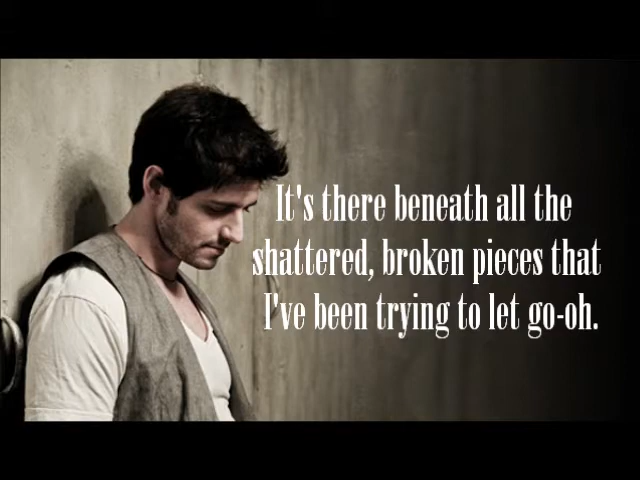 It's there beneath all the
shattered, broken pieces that
I've been trying to let go-oh.